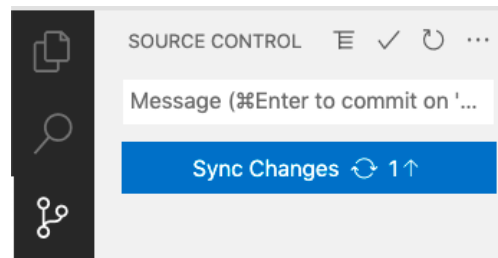 SOURCE CONTROL
Message (⌘Enter to commit on '...
Sync Changes 1↑